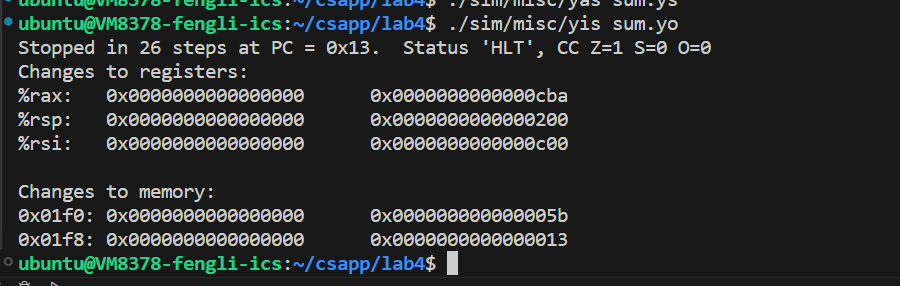 ubuntu@VM8378-fengli-ics:~/csapp/lab4$ ./sim/misc/yas sum.ys
ubuntu@VM8378-fengli-ics:~/csapp/lab4$ ./sim/misc/yis sum.yo
Stopped in 26 steps at PC = 0x13.  Status 'HLT', CC Z=1 S=0 O=0
Changes to registers:
%rax:   0x0000000000000000      0x0000000000000cba
%rsp:   0x0000000000000000      0x0000000000000200
%rsi:   0x0000000000000000      0x0000000000000c00

Changes to memory:
0x01f0: 0x0000000000000000      0x000000000000005b
0x01f8: 0x0000000000000000      0x0000000000000013
ubuntu@VM8378-fengli-ics:~/csapp/lab4$